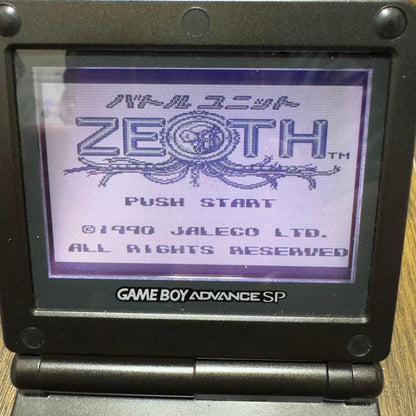 バトルユニット
ZEOTH™
PUSH START
©1990 JALECO LTD.
ALL RIGHTS RESERVED
GAME BOY ADVANCE SP